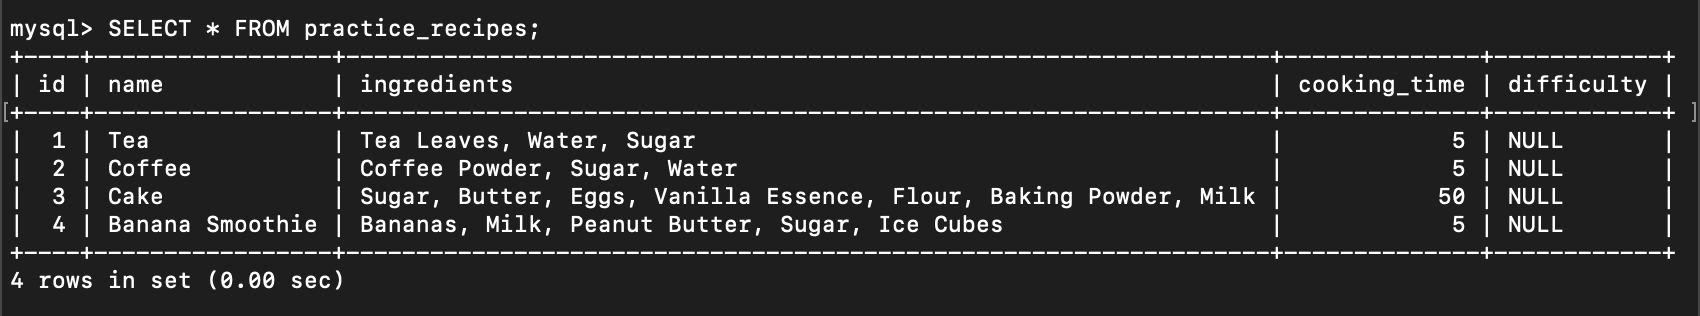 mysql> SELECT * FROM practice_recipes;
+----+-----------------+------------------------------------------------------------------+--------------+------------+
| id | name            | ingredients                                                      | cooking_time | difficulty |
+----+-----------------+------------------------------------------------------------------+--------------+------------+
|  1 | Tea             | Tea Leaves, Water, Sugar                                         |            5 | NULL       |
|  2 | Coffee          | Coffee Powder, Sugar, Water                                      |            5 | NULL       |
|  3 | Cake            | Sugar, Butter, Eggs, Vanilla Essence, Flour, Baking Powder, Milk |           50 | NULL       |
|  4 | Banana Smoothie | Bananas, Milk, Peanut Butter, Sugar, Ice Cubes                   |            5 | NULL       |
+----+-----------------+------------------------------------------------------------------+--------------+------------+
4 rows in set (0.00 sec)